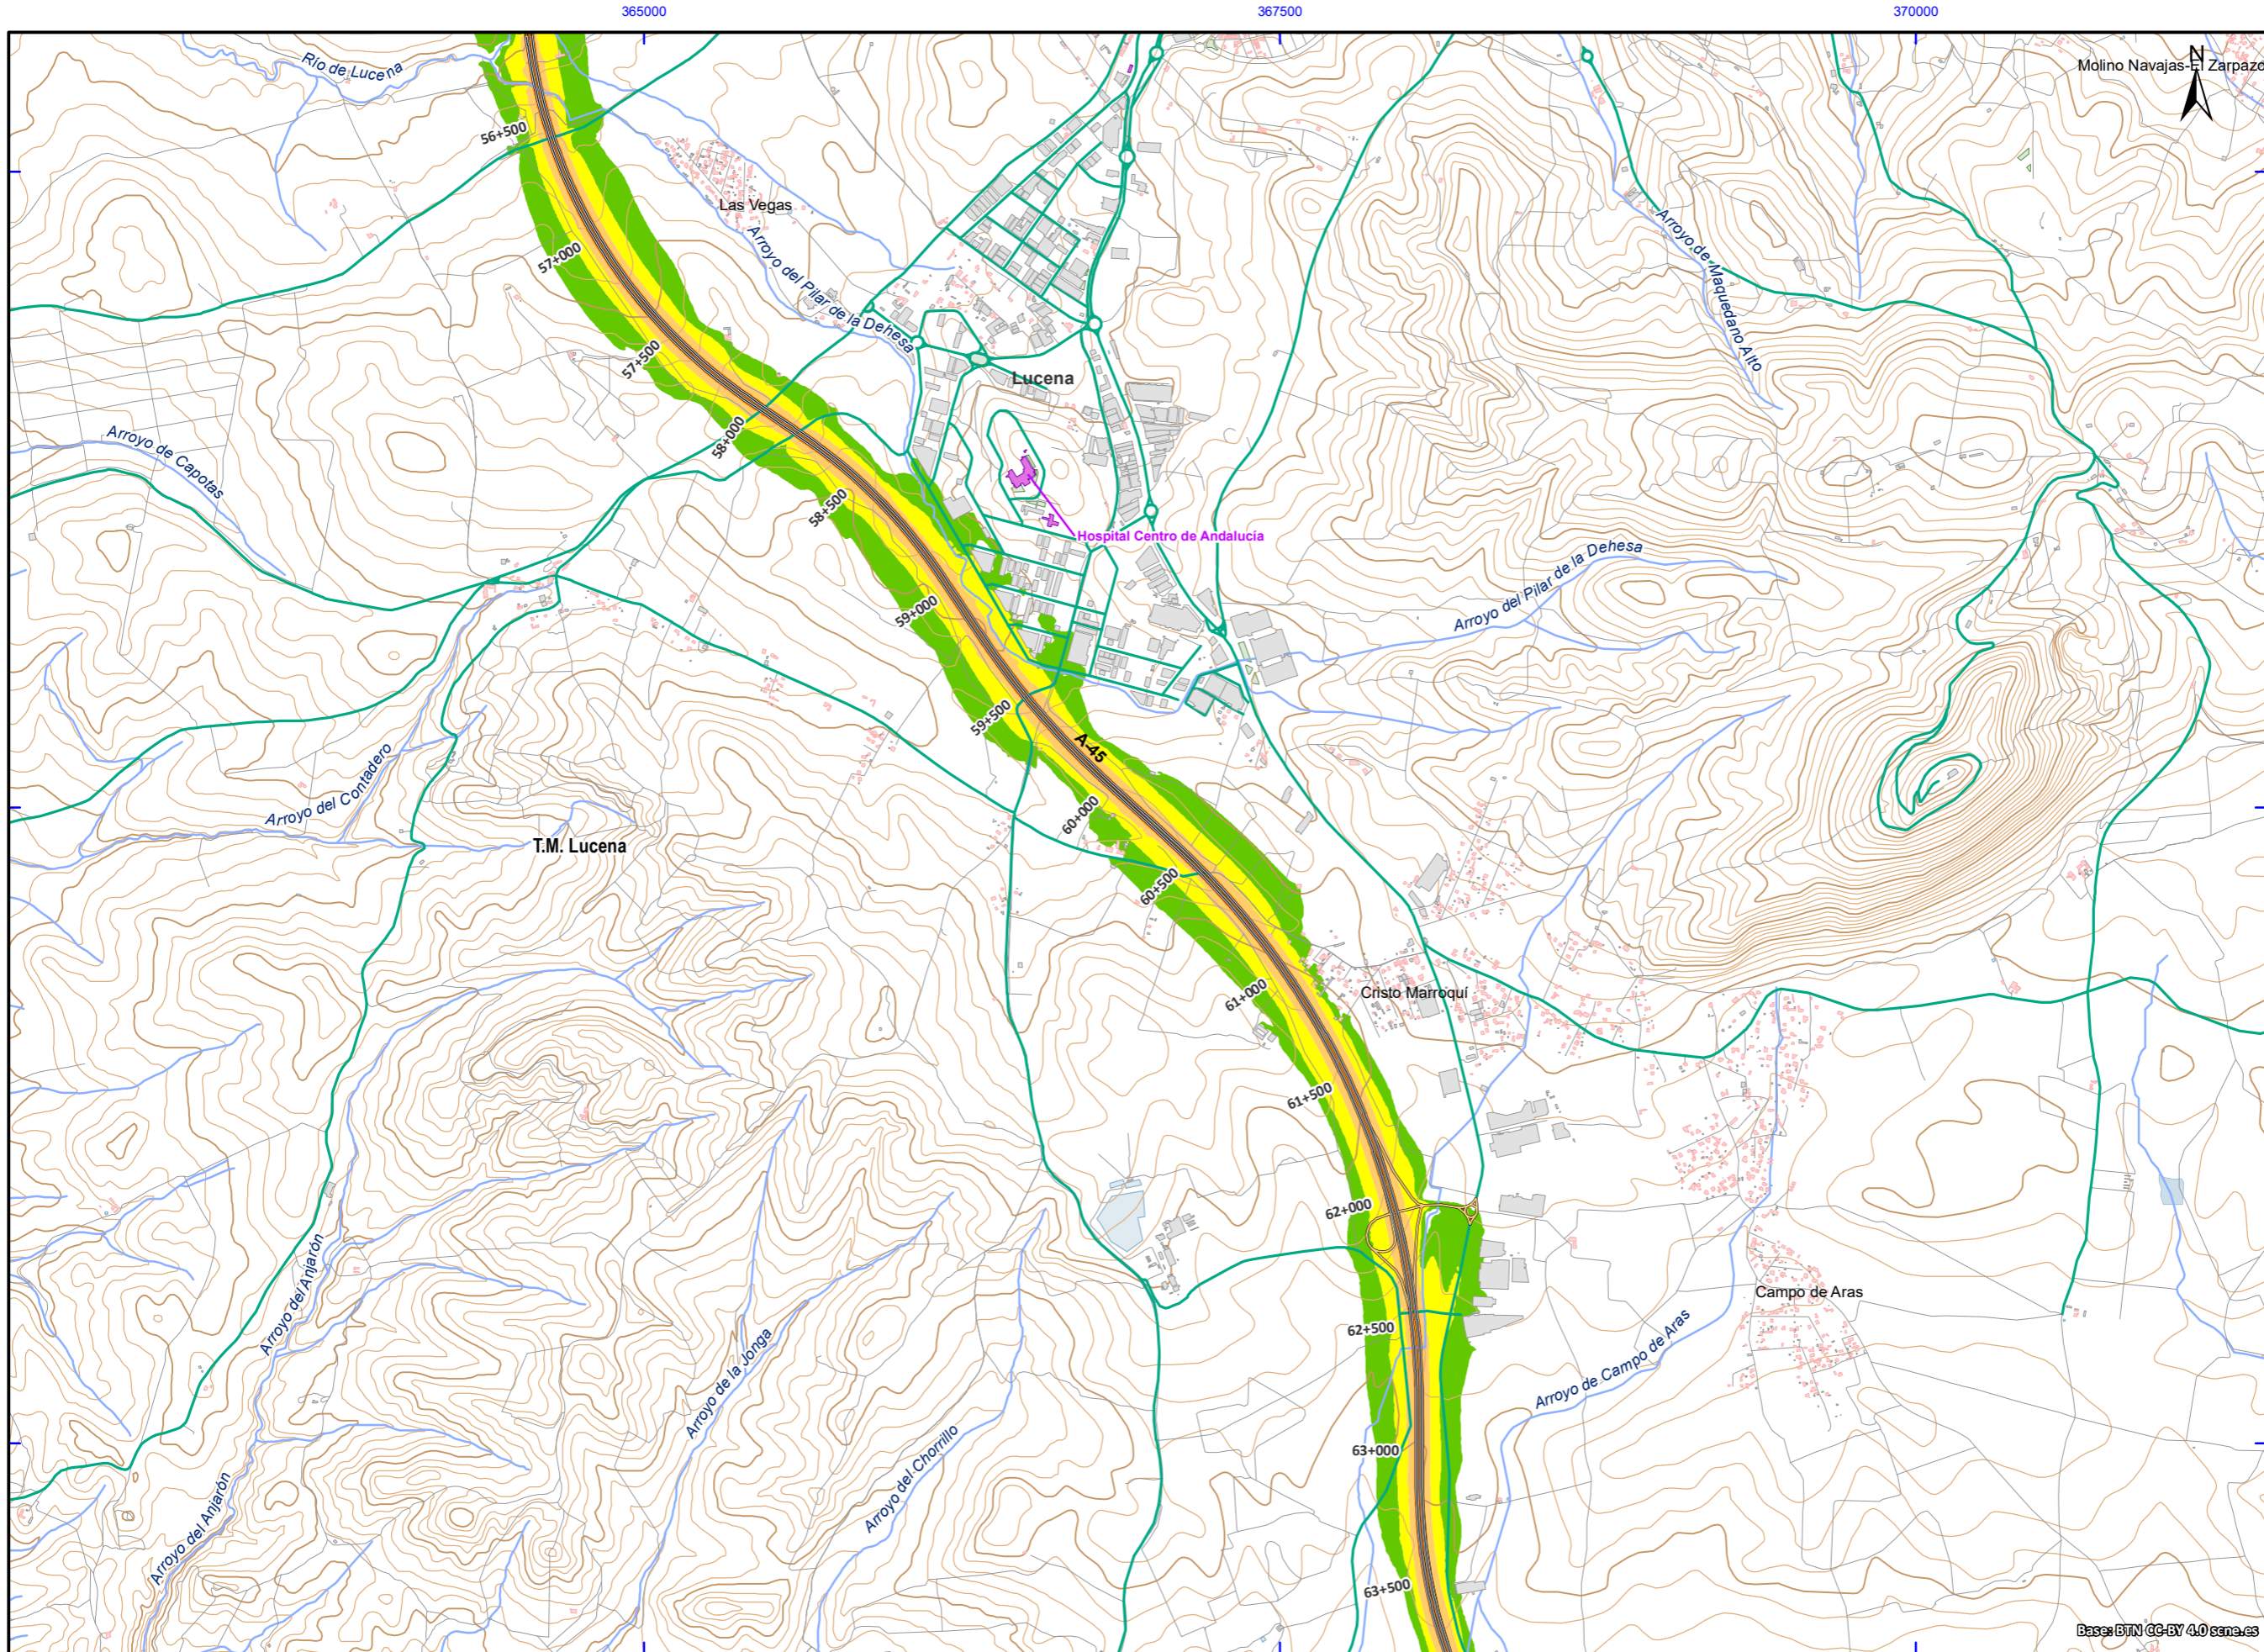 365000
367500
370000
N
Molino Navajas-El Zarpazo
Río de Lucena
56+500
Las Vegas
Arroyo de Maquedano Alto
57+000
Arroyo del Pilar de la Dehesa
57+500
Lucena
58+000
Arroyo de Capotas
58+500
Hospital Centro de Andalucía
Arroyo del Pilar de la Dehesa
59+000
59+500
A-45
Arroyo del Contadero
60+000
T.M. Lucena
60+500
61+000
Cristo Marroquí
61+500
62+000
Arroyo del Anjarón
Campo de Aras
62+500
Arroyo de la Jonga
Arroyo de Campo de Aras
63+000
Arroyo del Chorrillo
Arroyo del Anjarón
63+500
Base: BTN CC-BY 4.0 scne.es